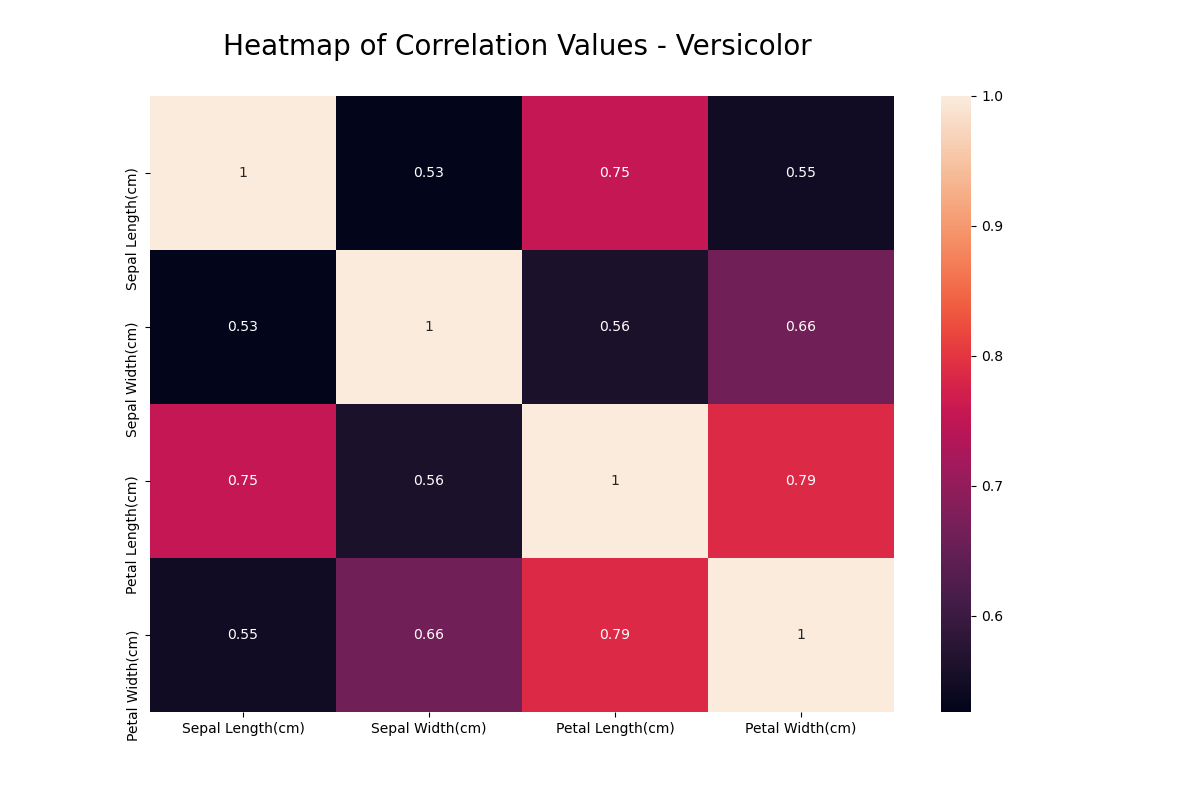 Heatmap of Correlation Values - Versicolor
Sepal Length(cm)
1
0.53
0.75
0.55
Sepal Width(cm)
0.53
1
0.56
0.66
Petal Length(cm)
0.75
0.56
1
0.79
Petal Width(cm)
0.55
0.66
0.79
1
Sepal Length(cm)
Sepal Width(cm)
Petal Length(cm)
Petal Width(cm)
1.0
0.9
0.8
0.7
0.6